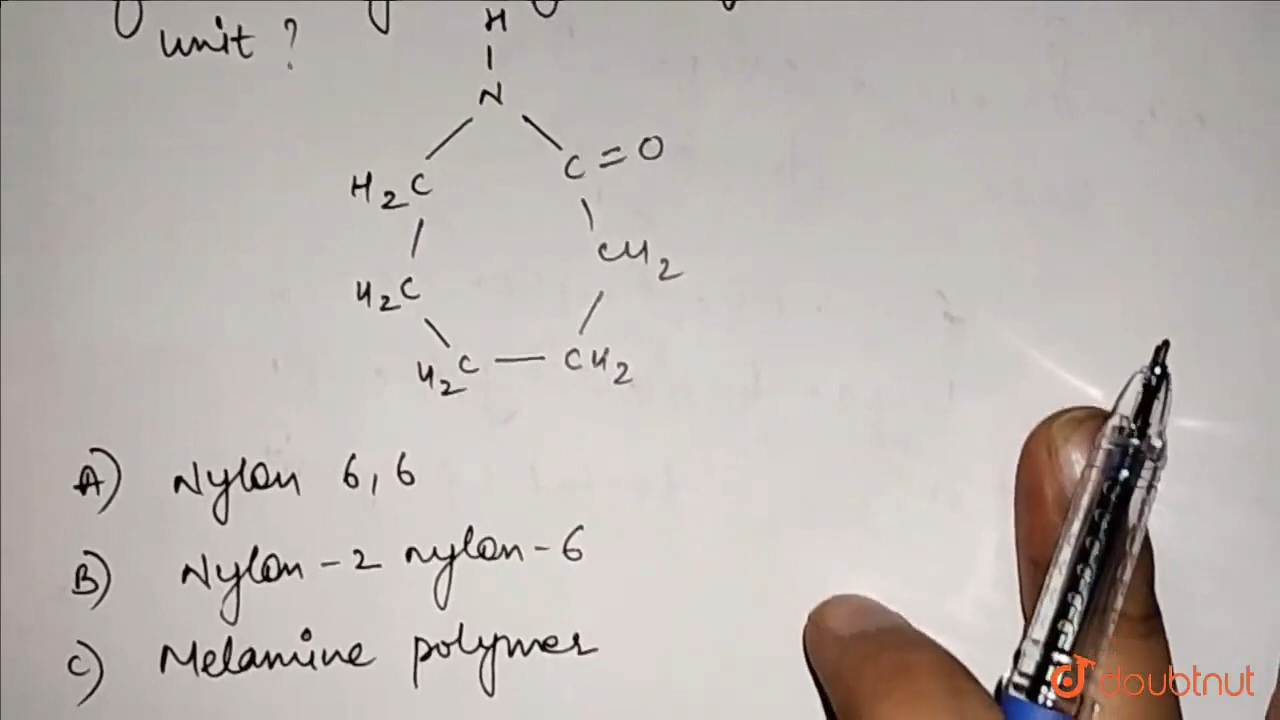 unit ?
H
N
C=O
H2C
CH2
H2C
H2C — CH2
A) Nylon 6,6
B) Nylon-2 nylon-6
C) Melamine polymer
doubtnut